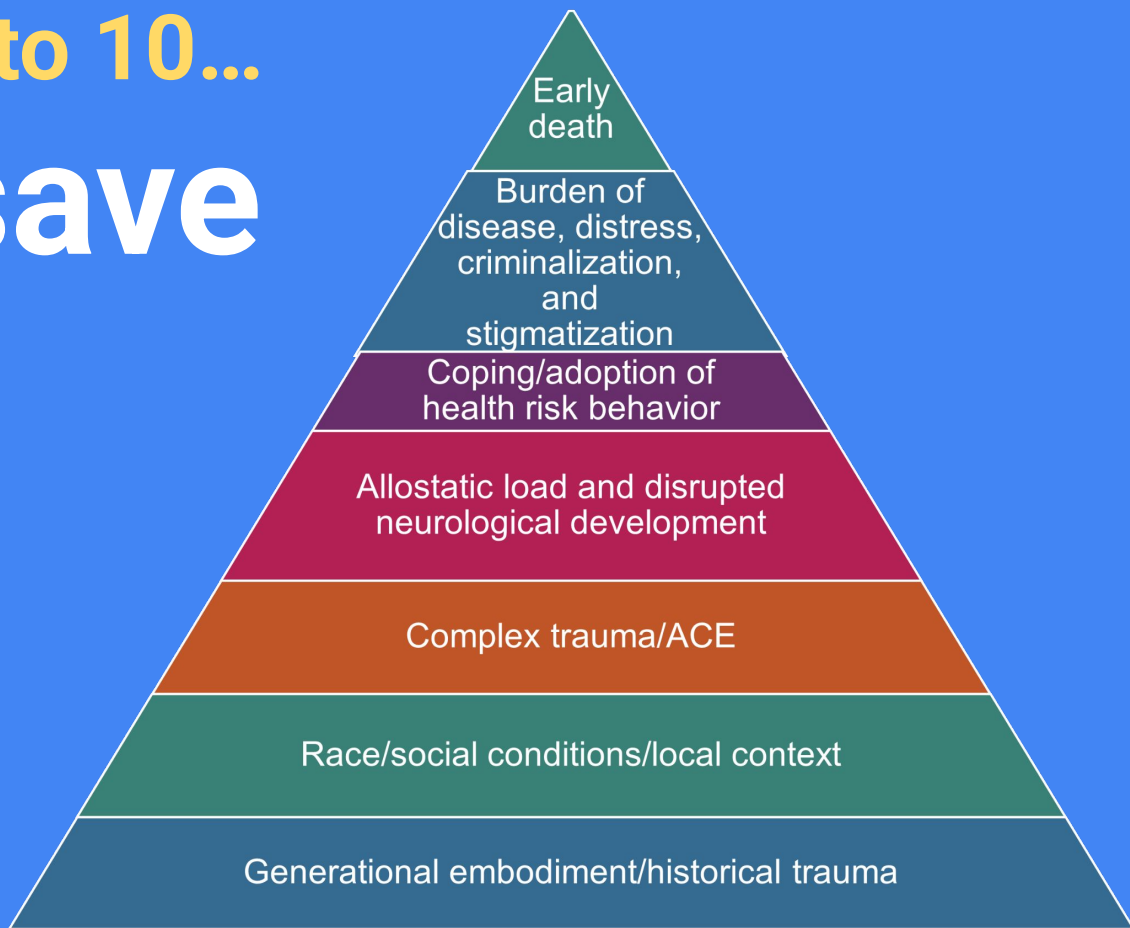 to 10...
save
Early
death
Burden of
disease, distress,
criminalization,
and
stigmatization
Coping/adoption of
health risk behavior
Allostatic load and disrupted
neurological development
Complex trauma/ACE
Race/social conditions/local context
Generational embodiment/historical trauma